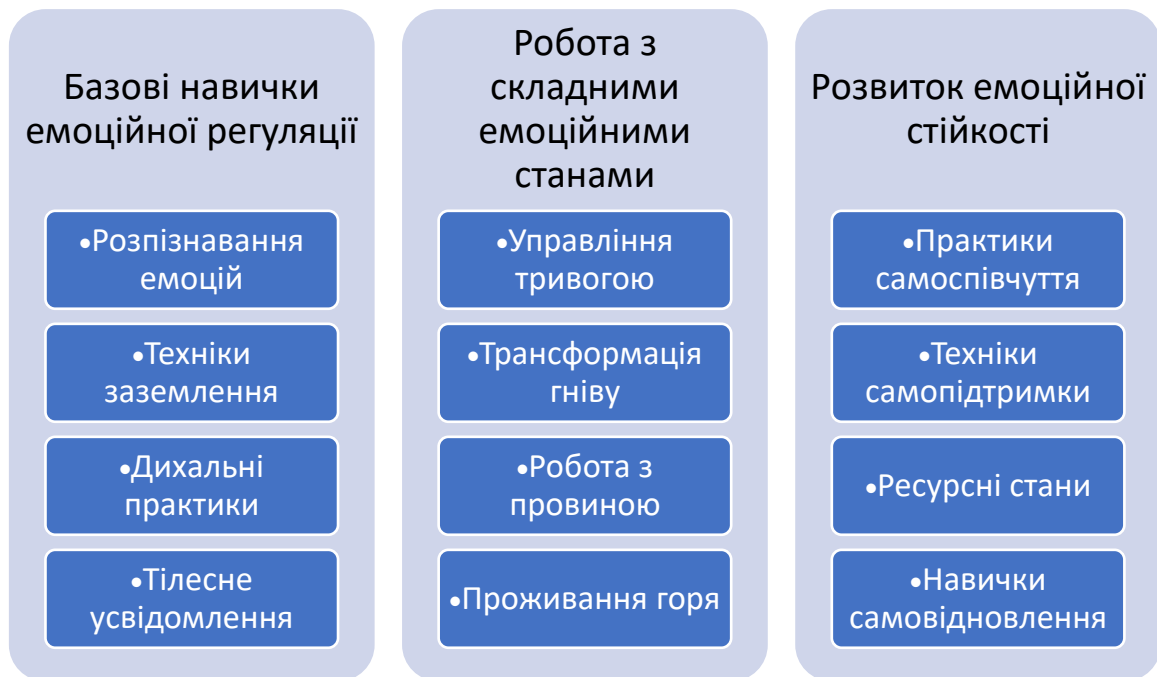 Базові навички
емоційної регуляції
•Розпізнавання
емоцій
•Техніки
заземлення
•Дихальні
практики
•Тілесне
усвідомлення
Робота з
складними
емоційними
станами
•Управління
тривогою
•Трансформація
гніву
•Робота з
провиною
•Проживання горя
Розвиток емоційної
стійкості
•Практики
самоспівчуття
•Техніки
самопідтримки
•Ресурсні стани
•Навички
самовідновлення